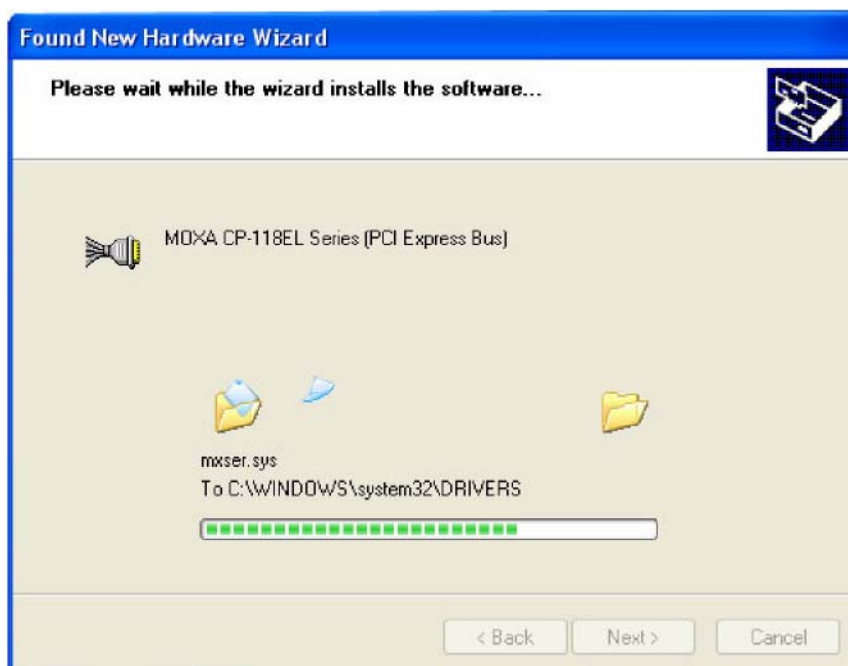 Found New Hardware Wizard
Please wait while the wizard installs the software...
MOXA CP-118EL Series (PCI Express Bus)
mxser.sys
To C:\WINDOWS\system32\DRIVERS
< Back
Next >
Cancel